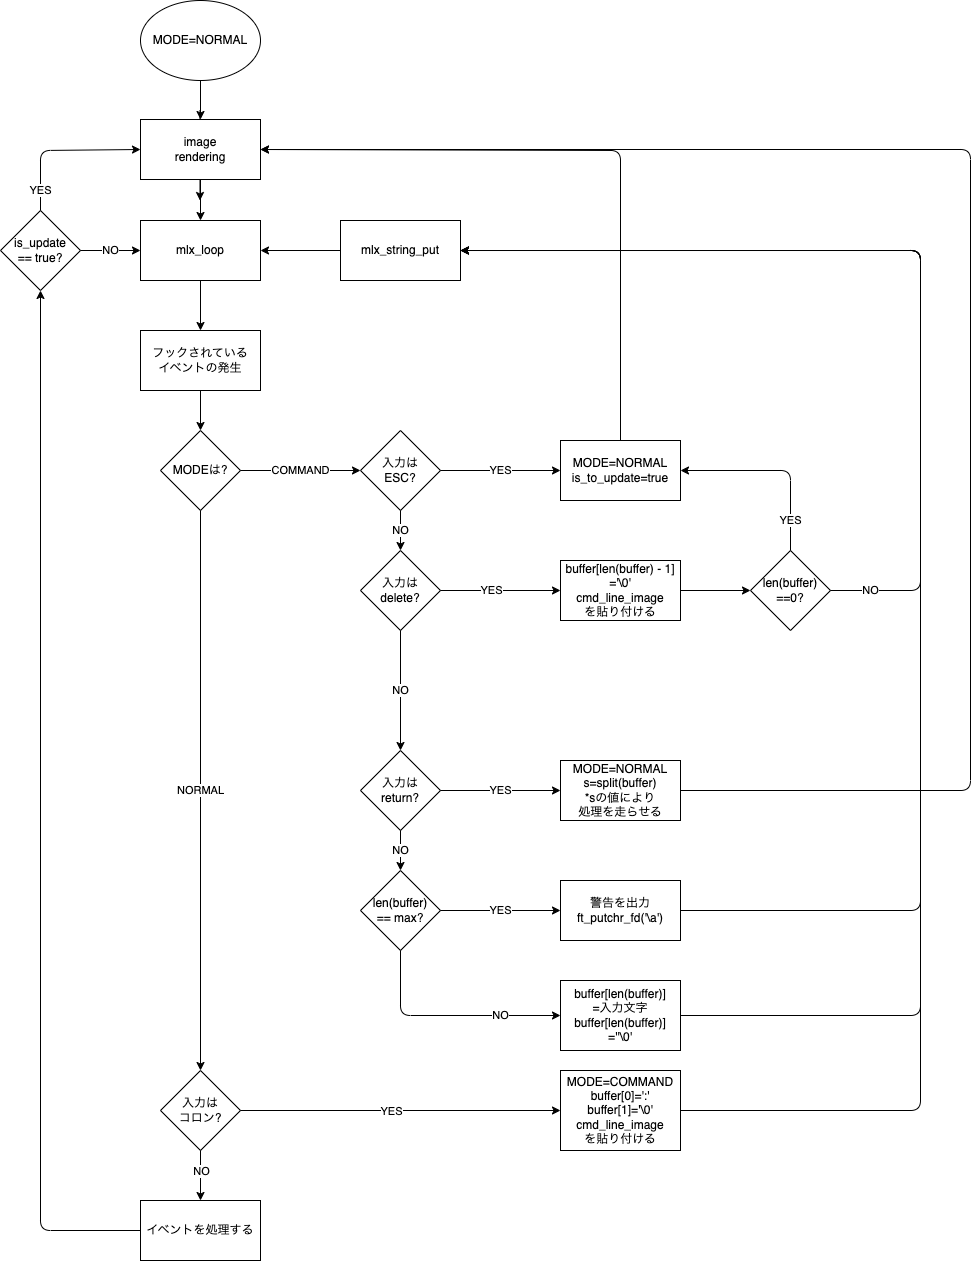 MODE=NORMAL
image
rendering
YES
is_update
== true?
NO
mlx_loop
mlx_string_put
フックされている
イベントの発生
MODEは?
COMMAND
入力は
ESC?
YES
MODE=NORMAL
is_to_update=true
NO
YES
入力は
delete?
YES
buffer[len(buffer) - 1]
='\0'
cmd_line_image
を貼り付ける
len(buffer)
==0?
NO
NO
NORMAL
入力は
return?
YES
MODE=NORMAL
s=split(buffer)
*sの値により
処理を走らせる
NO
len(buffer)
== max?
YES
警告を出力
ft_putchr_fd('\a')
NO
buffer[len(buffer)]
=入力文字
buffer[len(buffer)]
="\0'
入力は
コロン?
YES
MODE=COMMAND
buffer[0]=':'
buffer[1]='\0'
cmd_line_image
を貼り付ける
NO
イベントを処理する